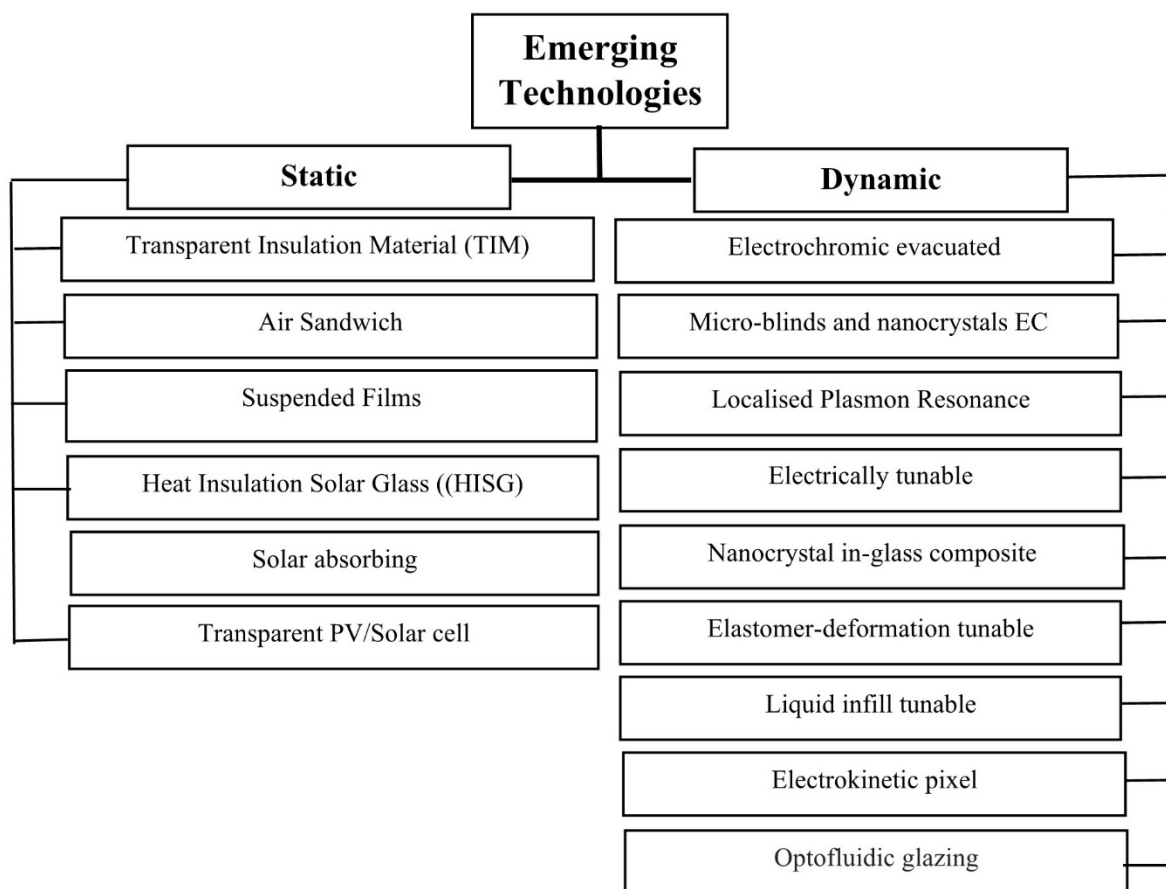 Emerging
Technologies
Static
Transparent Insulation Material (TIM)
Air Sandwich
Suspended Films
Heat Insulation Solar Glass ((HISG)
Solar absorbing
Transparent PV/Solar cell
Dynamic
Electrochromic evacuated
Micro-blinds and nanocrystals EC
Localised Plasmon Resonance
Electrically tunable
Nanocrystal in-glass composite
Elastomer-deformation tunable
Liquid infill tunable
Electrokinetic pixel
Optofluidic glazing